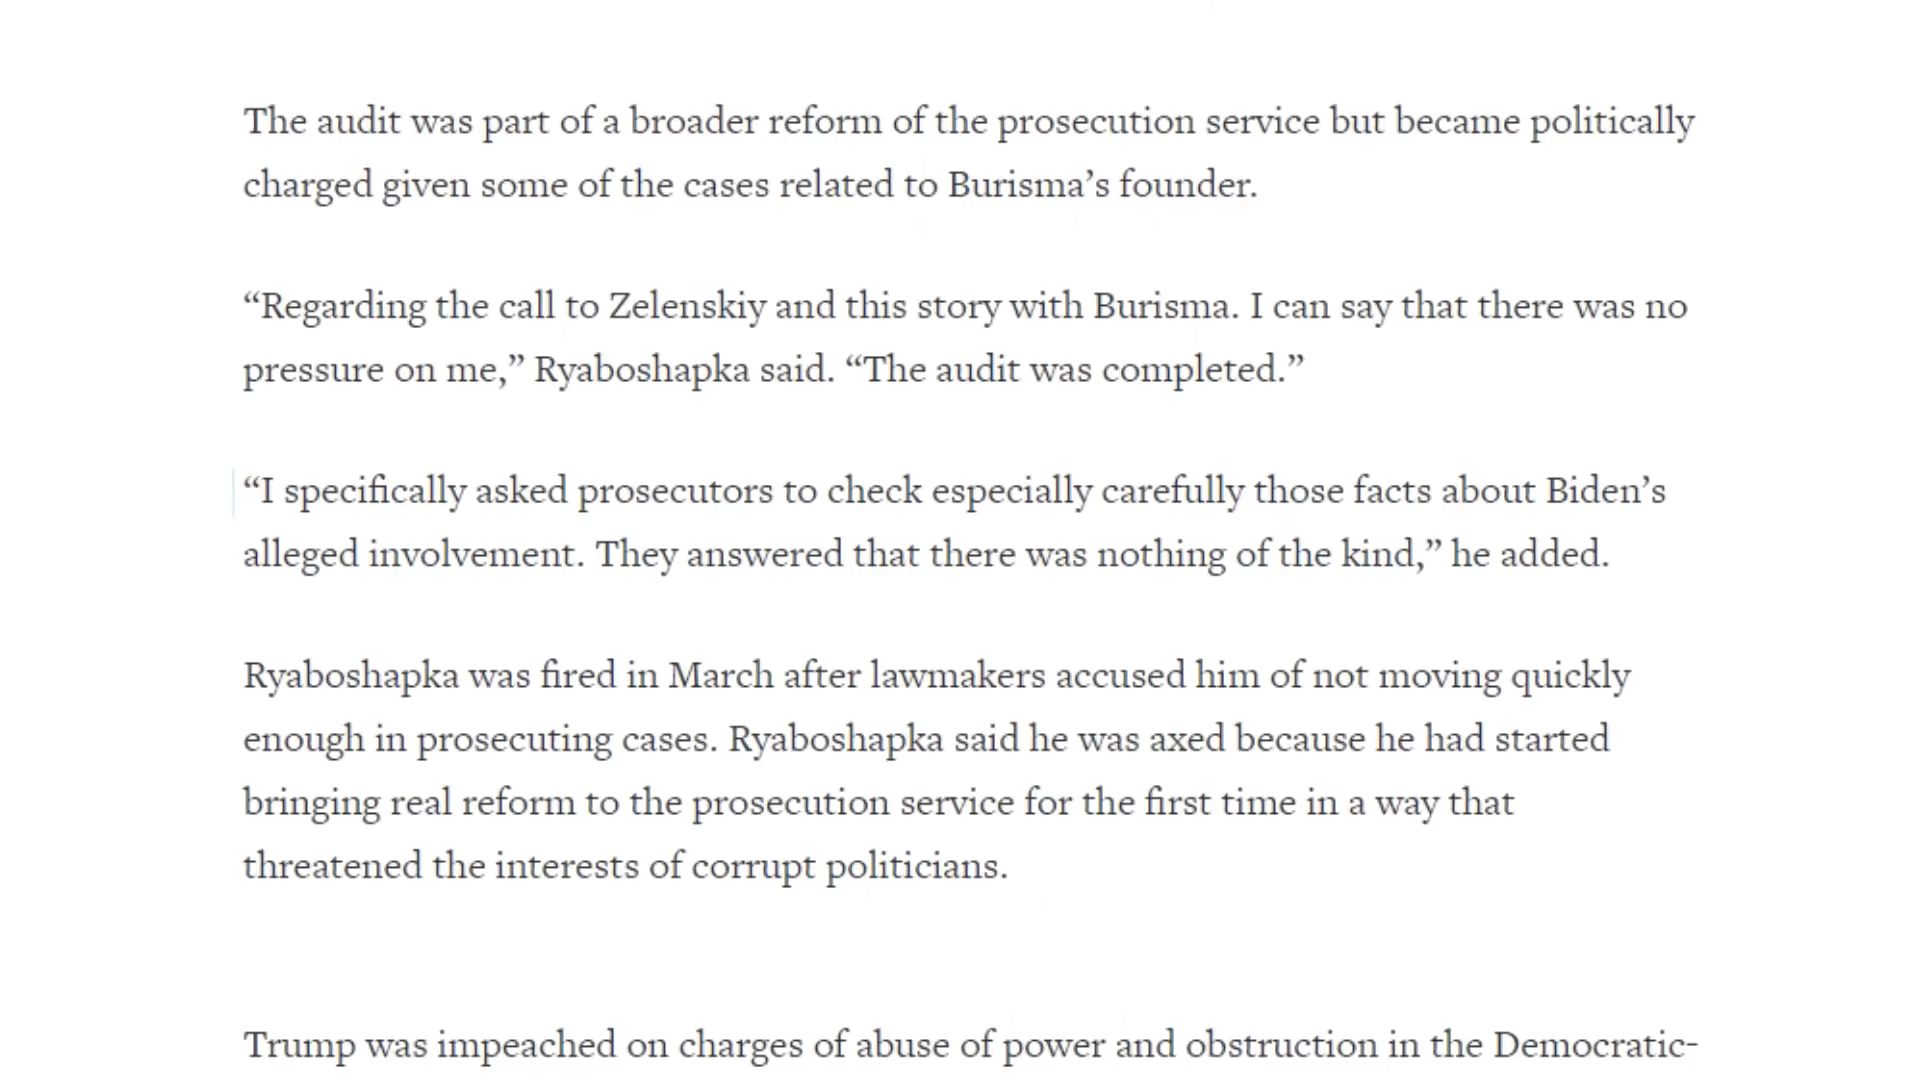 The audit was part of a broader reform of the prosecution service but became politically
charged given some of the cases related to Burisma’s founder.
“Regarding the call to Zelenskiy and this story with Burisma. I can say that there was no
pressure on me,” Ryaboshapka said. “The audit was completed.”
“I specifically asked prosecutors to check especially carefully those facts about Biden’s
alleged involvement. They answered that there was nothing of the kind,” he added.
Ryaboshapka was fired in March after lawmakers accused him of not moving quickly
enough in prosecuting cases. Ryaboshapka said he was axed because he had started
bringing real reform to the prosecution service for the first time in a way that
threatened the interests of corrupt politicians.
Trump was impeached on charges of abuse of power and obstruction in the Democratic-